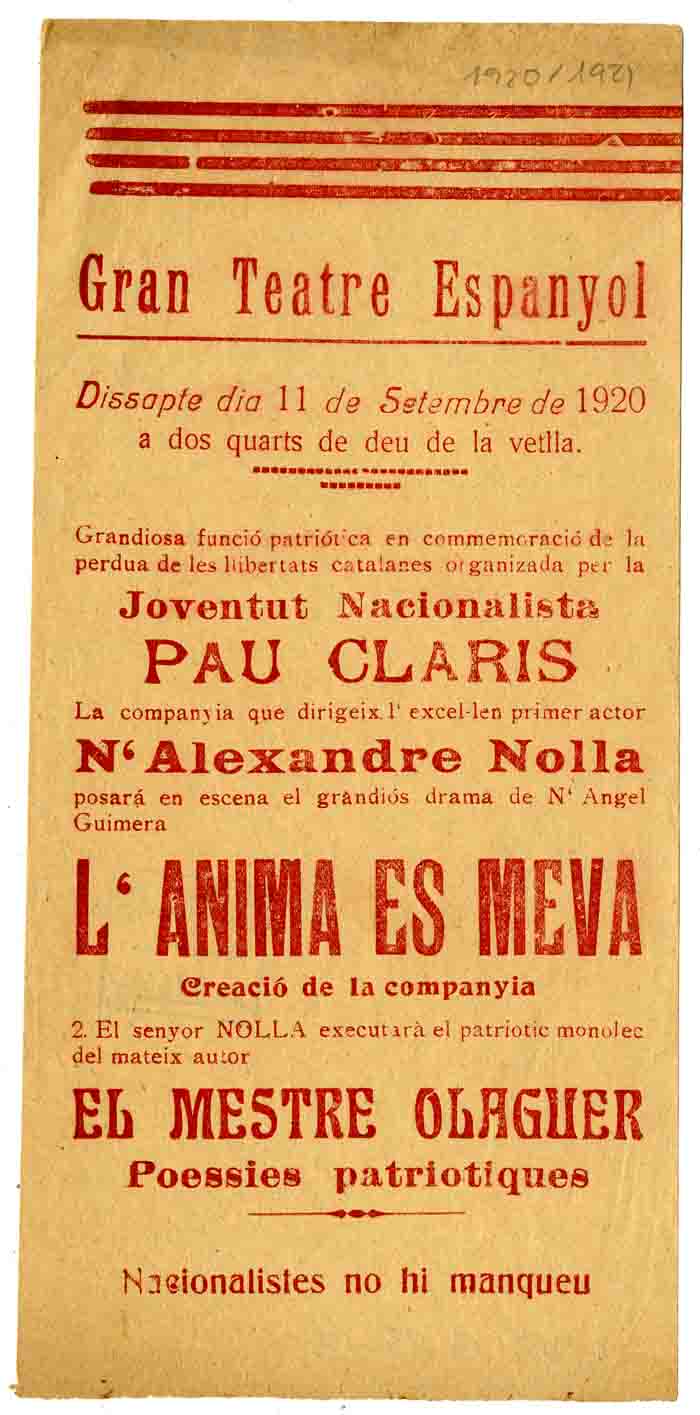 1920/1921
Gran Teatre Espanyol
Dissapte dia 11 de Setembre de 1920
a dos quarts de deu de la vetlla.
Grandiosa funció patriótica en commemoració de la
perdua de les llibertats catalanes organizada per la
Joventut Nacionalista
PAU CLARIS
La companyia que dirigeix l' excel-len primer actor
N‘ Alexandre Nolla
posará en escena el grandiós drama de N‘ Angel
Guimera
L‘ ANIMA ES MEVA
Creació de la companyia
2. El senyor NOLLA executarà el patriotic monolec
del mateix autor
EL MESTRE OLAGUER
Poessies patriotiques
Nacionalistes no hi manqueu